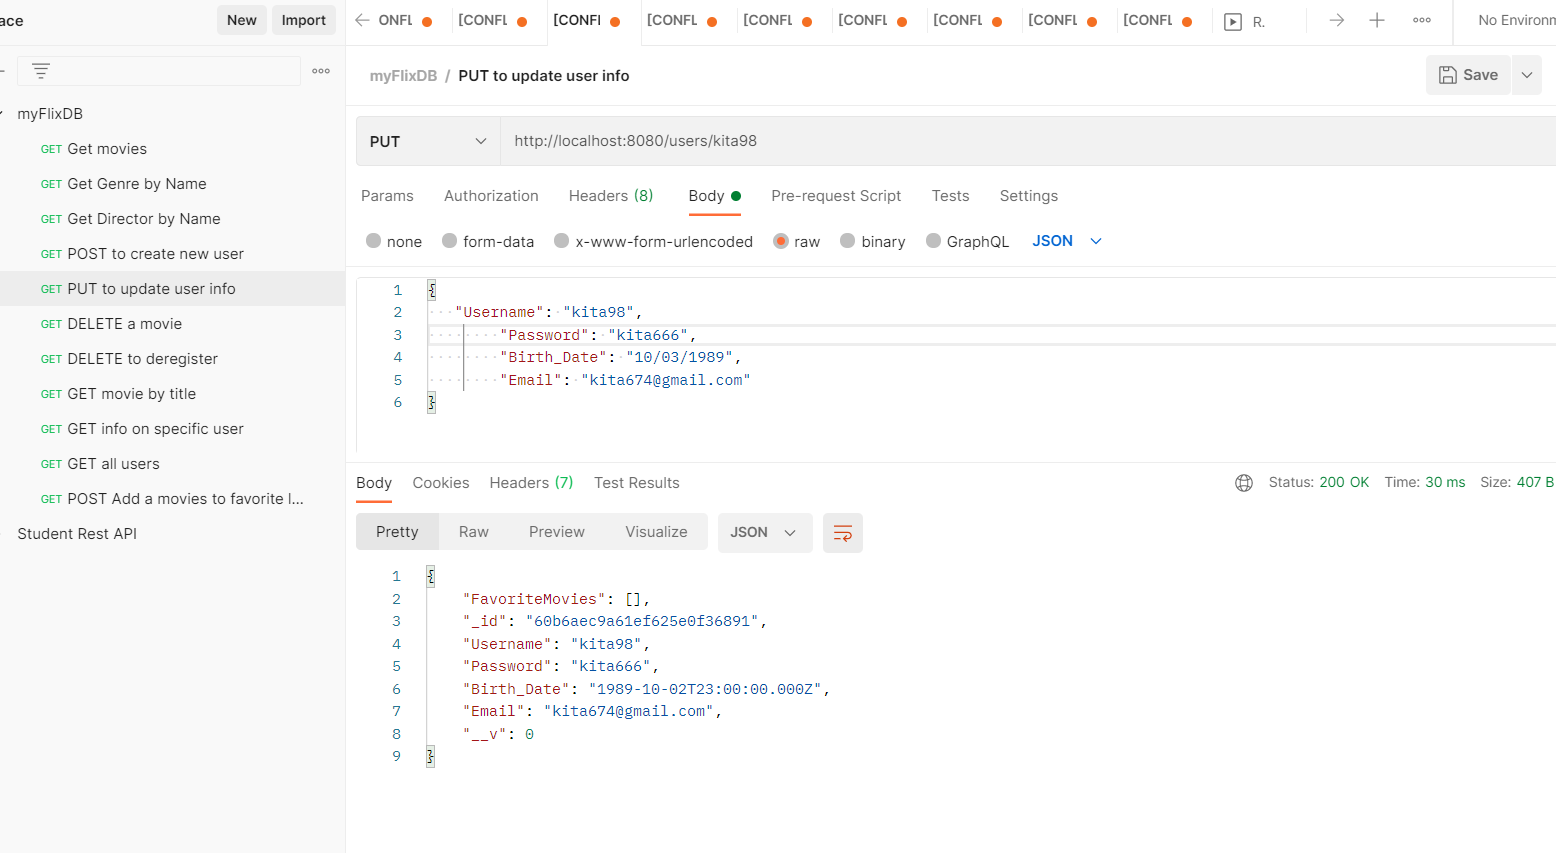 ace
New
Import
ONFL
[CONFL
[CONFI
[CONFL
[CONFL
[CONFL
[CONFL
[CONFL
[CONFL
R.
No Environm
myFlixDB / PUT to update user info
Save
myFlixDB
GET Get movies
GET Get Genre by Name
GET Get Director by Name
GET POST to create new user
GET PUT to update user info
GET DELETE a movie
GET DELETE to deregister
GET GET movie by title
GET GET info on specific user
GET GET all users
GET POST Add a movies to favorite l...
Student Rest API
PUT
http://localhost:8080/users/kita98
Params Authorization Headers (8) Body Pre-request Script Tests Settings
none form-data x-www-form-urlencoded raw binary GraphQL JSON
1 {
2 "Username": "kita98",
3 "Password": "kita666",
4 "Birth_Date": "10/03/1989",
5 "Email": "kita674@gmail.com"
6 }
Body Cookies Headers (7) Test Results
Status: 200 OK Time: 30 ms Size: 407 B
Pretty Raw Preview Visualize JSON
1 {
2 "FavoriteMovies": [],
3 "_id": "60b6aec9a61ef625e0f36891",
4 "Username": "kita98",
5 "Password": "kita666",
6 "Birth_Date": "1989-10-02T23:00:00.000Z",
7 "Email": "kita674@gmail.com",
8 "__v": 0
9 }